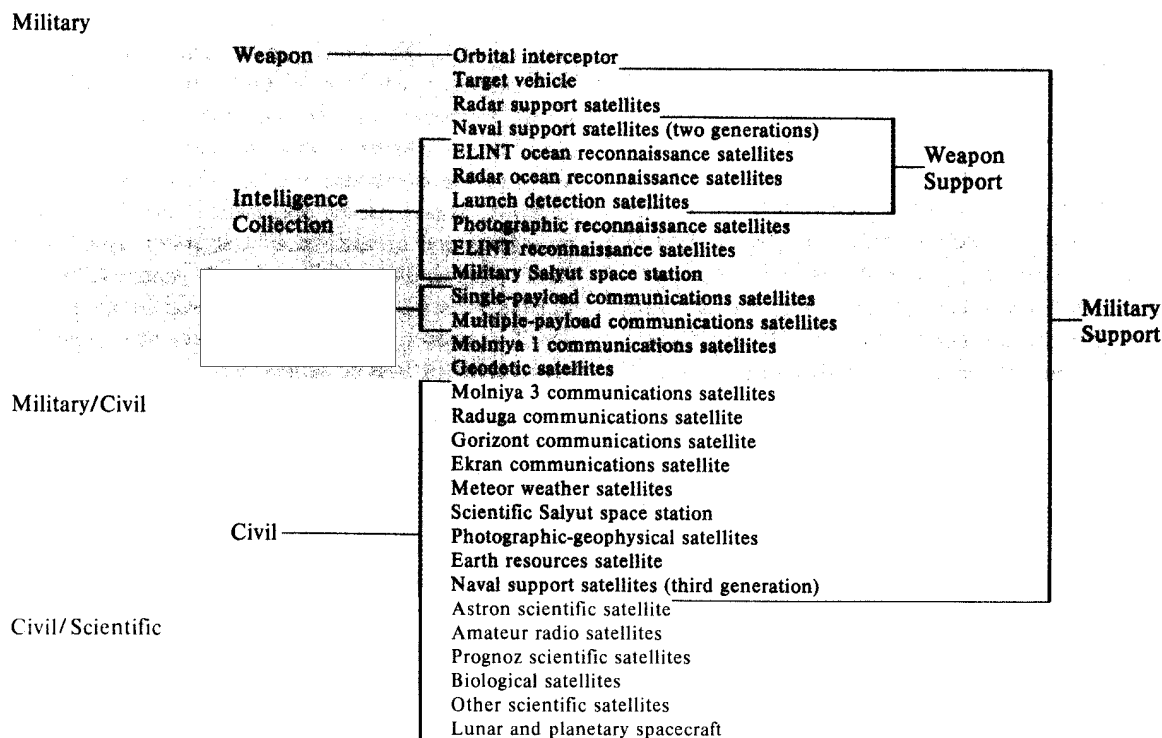 Military
Weapon
Orbital interceptor
Target vehicle
Radar support satellites
Naval support satellites (two generations)
ELINT ocean reconnaissance satellites
Radar ocean reconnaissance satellites
Launch detection satellites
Photographic reconnaissance satellites
ELINT reconnaissance satellites
Military Salyut space station
Single-payload communications satellites
Multiple-payload communications satellites
Molniya 1 communications satellites
Geodetic satellites
Molniya 3 communications satellites
Raduga communications satellite
Gorizont communications satellite
Ekran communications satellite
Meteor weather satellites
Scientific Salyut space station
Photographic-geophysical satellites
Earth resources satellite
Naval support satellites (third generation)
Astron scientific satellite
Amateur radio satellites
Prognoz scientific satellites
Biological satellites
Other scientific satellites
Lunar and planetary spacecraft
Intelligence
Collection
Weapon
Support
Military
Support
Military/Civil
Civil
Civil/Scientific